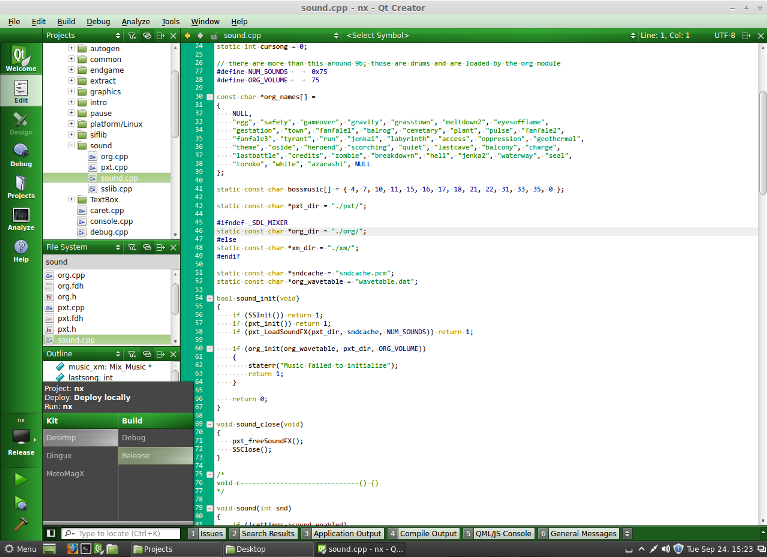 sound.cpp - nx - Qt Creator
File Edit Build Debug Analyze Tools Window Help
Projects
sound.cpp
<Select Symbol>
Line: 1, Col: 1
UTF-8
Welcome
Edit
Design
Debug
Projects
Analyze
Help
nx
Release
autogen
common
endgame
extract
graphics
intro
pause
platform/Linux
siflib
sound
org.cpp
pxt.cpp
sound.cpp
sslib.cpp
TextBox
caret.cpp
console.cpp
debug.cpp
File System
sound
org.cpp
org.fdh
org.h
pxt.cpp
pxt.fdh
pxt.h
sound.cpp
Outline
music_xm: Mix_Music *
lastsong: int
Project: nx
Deploy: Deploy locally
Run: nx
Kit Build
Desktop Debug
Dingux Release
MotoMagX
24 static int cursong = 0;
25
26 // there are more than this around 9b; those are drums and are loaded by the org module
27 #define NUM_SOUNDS 0x75
28 #define ORG_VOLUME 75
29
30 const char *org_names[] =
31 {
32 NULL,
33 "egg", "safety", "gameover", "gravity", "grasstown", "meltdown2", "eyesofflame",
34 "gestation", "town", "fanfale1", "balrog", "cemetary", "plant", "pulse", "fanfale2",
35 "fanfale3", "tyrant", "run", "jenka1", "labyrinth", "access", "oppression", "geothermal",
36 "theme", "oside", "heroend", "scorching", "quiet", "lastcave", "balcony", "charge",
37 "lastbattle", "credits", "zombie", "breakdown", "hell", "jenka2", "waterway", "seal",
38 "toroko", "white", "azarashi", NULL
39 };
40
41 static const char bossmusic[] = { 4, 7, 10, 11, 15, 16, 17, 18, 21, 22, 31, 33, 35, 0 };
42
43 static const char *pxt_dir = "./pxt/";
44
45 #ifndef _SDL_MIXER
46 static const char *org_dir = "./org/";
47 #else
48 static const char *xm_dir = "./xm/";
49 #endif
50
51 static const char *sndcache = "sndcache.pcm";
52 static const char *org_wavetable = "wavetable.dat";
53
54 bool sound_init(void)
55 {
56 if (SSInit()) return 1;
57 if (pxt_init()) return 1;
58 if (pxt_LoadSoundFX(pxt_dir, sndcache, NUM_SOUNDS)) return 1;
59
60 if (org_init(org_wavetable, pxt_dir, ORG_VOLUME))
61 {
62 staterr("Music failed to initialize");
63 return 1;
64 }
65
66 return 0;
67 }
68
69 void sound_close(void)
70 {
71 pxt_freeSoundFX();
72 SSClose();
73 }
74
75 /*
76 void c------------------------------() {}
77 */
78
79 void sound(int snd)
80 {
Type to locate (Ctrl+K)
1 Issues 2 Search Results 3 Application Output 4 Compile Output 5 QML/JS Console 6 General Messages
Menu
Projects
Desktop
sound.cpp - nx - Q...
Tue Sep 24, 15:23